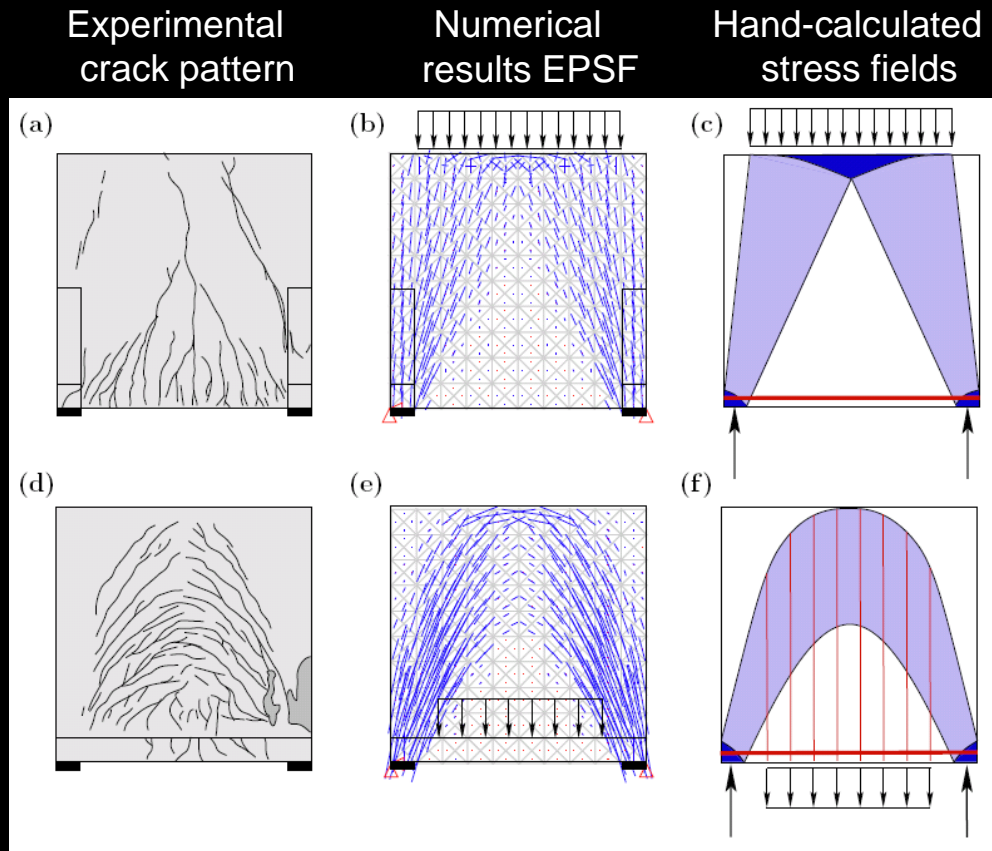 Experimental
crack pattern
Numerical
results EPSF
Hand-calculated
stress fields
(a)
(b)
(c)
(d)
(e)
(f)